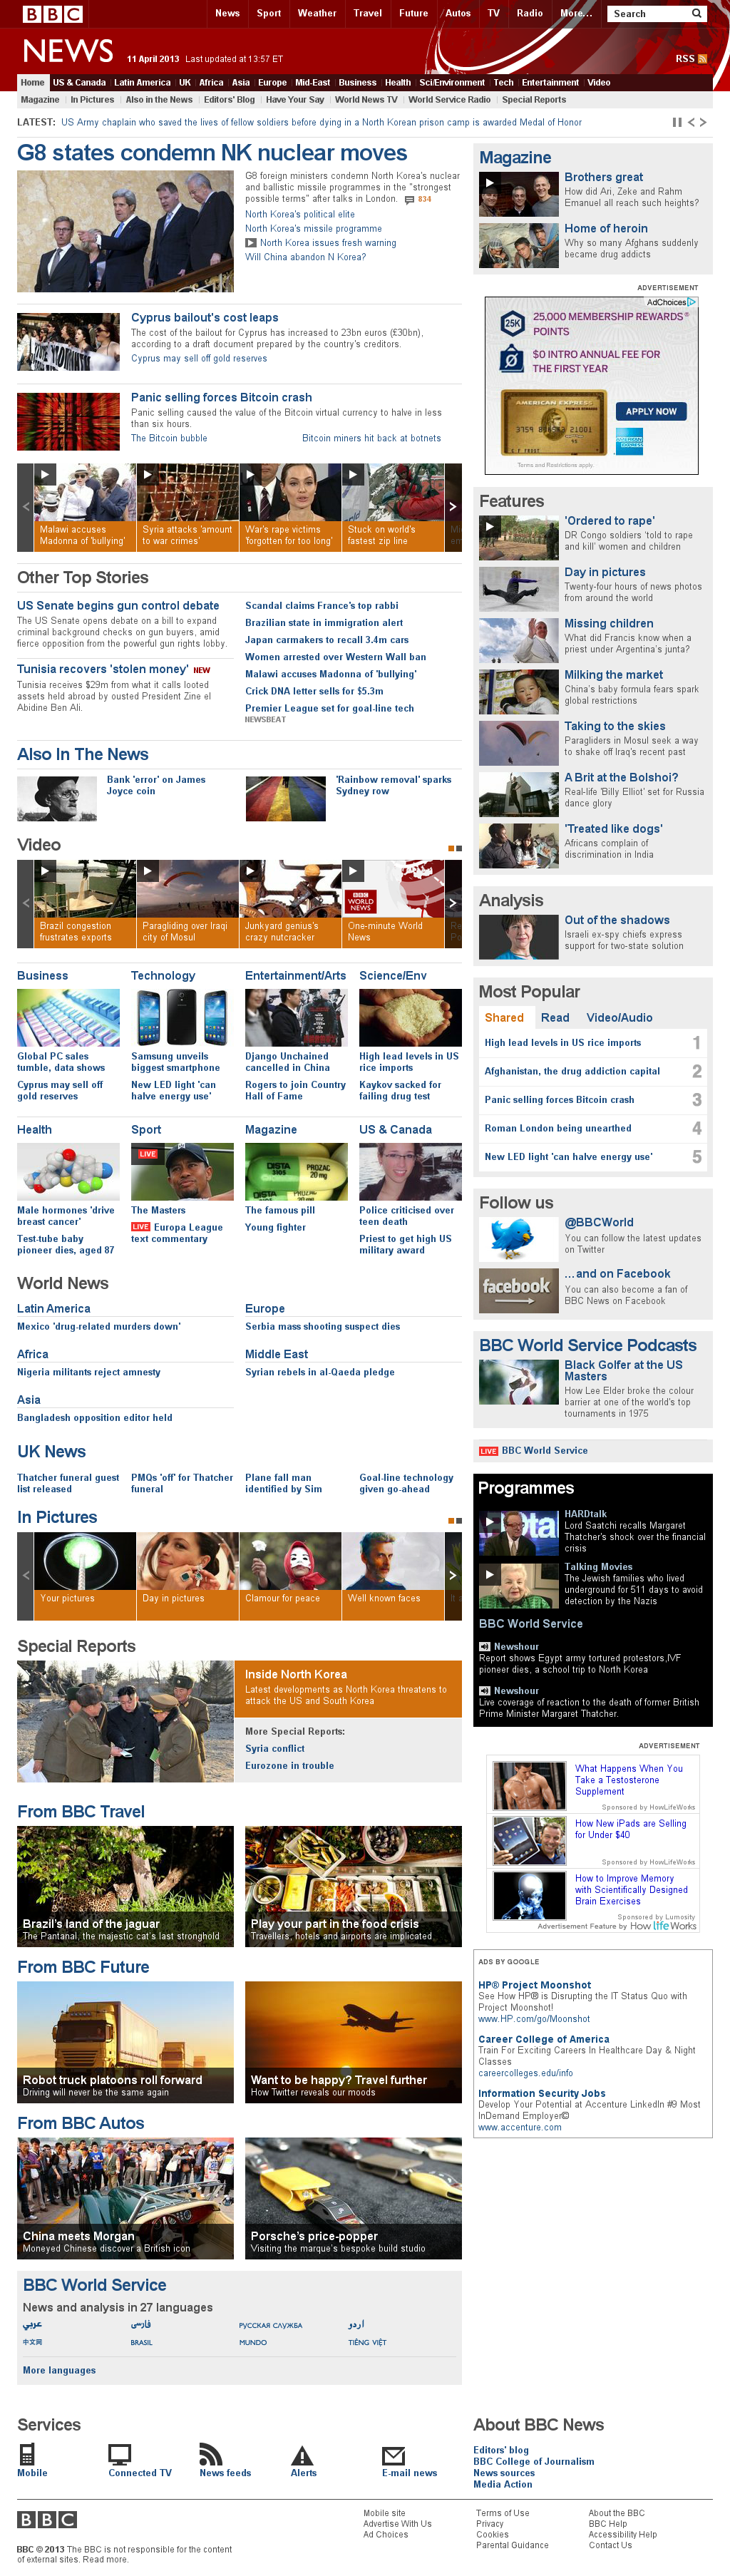 BBC
News Sport Weather Travel Future Autos TV Radio More... Search
NEWS 11 April 2013 Last updated at 13:57 ET
RSS
Home US & Canada Latin America UK Africa Asia Europe Mid-East Business Health Sci/Environment Tech Entertainment Video
Magazine In Pictures Also in the News Editors' Blog Have Your Say World News TV World Service Radio Special Reports
LATEST: US Army chaplain who saved the lives of fellow soldiers before dying in a North Korean prison camp is awarded Medal of Honor
G8 states condemn NK nuclear moves
G8 foreign ministers condemn North Korea's nuclear
and ballistic missile programmes in the "strongest
possible terms" after talks in London. 834
North Korea's political elite
North Korea's missile programme
North Korea issues fresh warning
Will China abandon N Korea?
Cyprus bailout's cost leaps
The cost of the bailout for Cyprus has increased to 23bn euros (£30bn),
according to a draft document prepared by the country's creditors.
Cyprus may sell off gold reserves
Panic selling forces Bitcoin crash
Panic selling caused the value of the Bitcoin virtual currency to halve in less
than six hours.
The Bitcoin bubble Bitcoin miners hit back at botnets
Malawi accuses
Madonna of 'bullying'
Syria attacks 'amount
to war crimes'
War's rape victims
'forgotten for too long'
Stuck on world's
fastest zip line
Other Top Stories
US Senate begins gun control debate
The US Senate opens debate on a bill to expand
criminal background checks on gun buyers, amid
fierce opposition from the powerful gun rights lobby.
Tunisia recovers 'stolen money' NEW
Tunisia receives $29m from what it calls looted
assets held abroad by ousted President Zine el
Abidine Ben Ali.
Scandal claims France's top rabbi
Brazilian state in immigration alert
Japan carmakers to recall 3.4m cars
Women arrested over Western Wall ban
Malawi accuses Madonna of 'bullying'
Crick DNA letter sells for $5.3m
Premier League set for goal-line tech
NEWSBEAT
Also In The News
Bank 'error' on James
Joyce coin
'Rainbow removal' sparks
Sydney row
Video
Brazil congestion
frustrates exports
Paragliding over Iraqi
city of Mosul
Junkyard genius's
crazy nutcracker
BBC
WORLD
NEWS
One-minute World
News
Business
Global PC sales
tumble, data shows
Cyprus may sell off
gold reserves
Technology
Samsung unveils
biggest smartphone
New LED light 'can
halve energy use'
Entertainment/Arts
Django Unchained
cancelled in China
Rogers to join Country
Hall of Fame
Science/Env
High lead levels in US
rice imports
Kaykov sacked for
failing drug test
Health
Male hormones 'drive
breast cancer'
Test-tube baby
pioneer dies, aged 87
Sport
LIVE
The Masters
LIVE Europa League
text commentary
Magazine
DISTA
3105
PROZAC
20 mg
The famous pill
Young fighter
US & Canada
Police criticised over
teen death
Priest to get high US
military award
World News
Latin America
Mexico 'drug-related murders down'
Europe
Serbia mass shooting suspect dies
Africa
Nigeria militants reject amnesty
Middle East
Syrian rebels in al-Qaeda pledge
Asia
Bangladesh opposition editor held
UK News
Thatcher funeral guest
list released
PMQs 'off' for Thatcher
funeral
Plane fall man
identified by Sim
Goal-line technology
given go-ahead
In Pictures
Your pictures
Day in pictures
Clamour for peace
Well known faces
Special Reports
Inside North Korea
Latest developments as North Korea threatens to
attack the US and South Korea
More Special Reports:
Syria conflict
Eurozone in trouble
From BBC Travel
Brazil's land of the jaguar
The Pantanal, the majestic cat's last stronghold
Play your part in the food crisis
Travellers, hotels and airports are implicated
From BBC Future
Robot truck platoons roll forward
Driving will never be the same again
Want to be happy? Travel further
How Twitter reveals our moods
From BBC Autos
China meets Morgan
Moneyed Chinese discover a British icon
Porsche's price-popper
Visiting the marque's bespoke build studio
BBC World Service
News and analysis in 27 languages
عربي فارسی РУССКАЯ СЛУЖБА اردو
中文网 BRASIL MUNDO TIẾNG VIỆT
More languages
Magazine
Brothers great
How did Ari, Zeke and Rahm
Emanuel all reach such heights?
Home of heroin
Why so many Afghans suddenly
became drug addicts
ADVERTISEMENT
AdChoices
25K
25,000 MEMBERSHIP REWARDS®
POINTS
$0 INTRO ANNUAL FEE FOR
THE FIRST YEAR
AMERICAN EXPRESS
C F FROST
APPLY NOW
Terms and Restrictions apply.
Features
'Ordered to rape'
DR Congo soldiers 'told to rape
and kill' women and children
Day in pictures
Twenty-four hours of news photos
from around the world
Missing children
What did Francis know when a
priest under Argentina's junta?
Milking the market
China's baby formula fears spark
global restrictions
Taking to the skies
Paragliders in Mosul seek a way
to shake off Iraq's recent past
A Brit at the Bolshoi?
Real-life 'Billy Elliot' set for Russia
dance glory
'Treated like dogs'
Africans complain of
discrimination in India
Analysis
Out of the shadows
Israeli ex-spy chiefs express
support for two-state solution
Most Popular
Shared Read Video/Audio
High lead levels in US rice imports 1
Afghanistan, the drug addiction capital 2
Panic selling forces Bitcoin crash 3
Roman London being unearthed 4
New LED light 'can halve energy use' 5
Follow us
@BBCWorld
You can follow the latest updates
on Twitter
facebook
...and on Facebook
You can also become a fan of
BBC News on Facebook
BBC World Service Podcasts
Black Golfer at the US
Masters
How Lee Elder broke the colour
barrier at one of the world's top
tournaments in 1975
LIVE BBC World Service
Programmes
HARDtalk
Lord Saatchi recalls Margaret
Thatcher's shock over the financial
crisis
Talking Movies
The Jewish families who lived
underground for 511 days to avoid
detection by the Nazis
BBC World Service
Newshour
Report shows Egypt army tortured protestors,IVF
pioneer dies, a school trip to North Korea
Newshour
Live coverage of reaction to the death of former British
Prime Minister Margaret Thatcher.
ADVERTISEMENT
What Happens When You
Take a Testosterone
Supplement
Sponsored by HowLifeWorks
How New iPads are Selling
for Under $40
Sponsored by HowLifeWorks
How to Improve Memory
with Scientifically Designed
Brain Exercises
Sponsored by Lumosity
Advertisement Feature by HowlifeWorks
ADS BY GOOGLE
HP® Project Moonshot
See How HP® is Disrupting the IT Status Quo with
Project Moonshot!
www.HP.com/go/Moonshot
Career College of America
Train For Exciting Careers In Healthcare Day & Night
Classes
careercolleges.edu/info
Information Security Jobs
Develop Your Potential at Accenture LinkedIn #9 Most
InDemand Employer©
www.accenture.com
Services
Mobile Connected TV News feeds Alerts E-mail news
About BBC News
Editors' blog
BBC College of Journalism
News sources
Media Action
BBC
Mobile site
Advertise With Us
Ad Choices
Terms of Use
Privacy
Cookies
Parental Guidance
About the BBC
BBC Help
Accessibility Help
Contact Us
BBC © 2013 The BBC is not responsible for the content
of external sites. Read more.